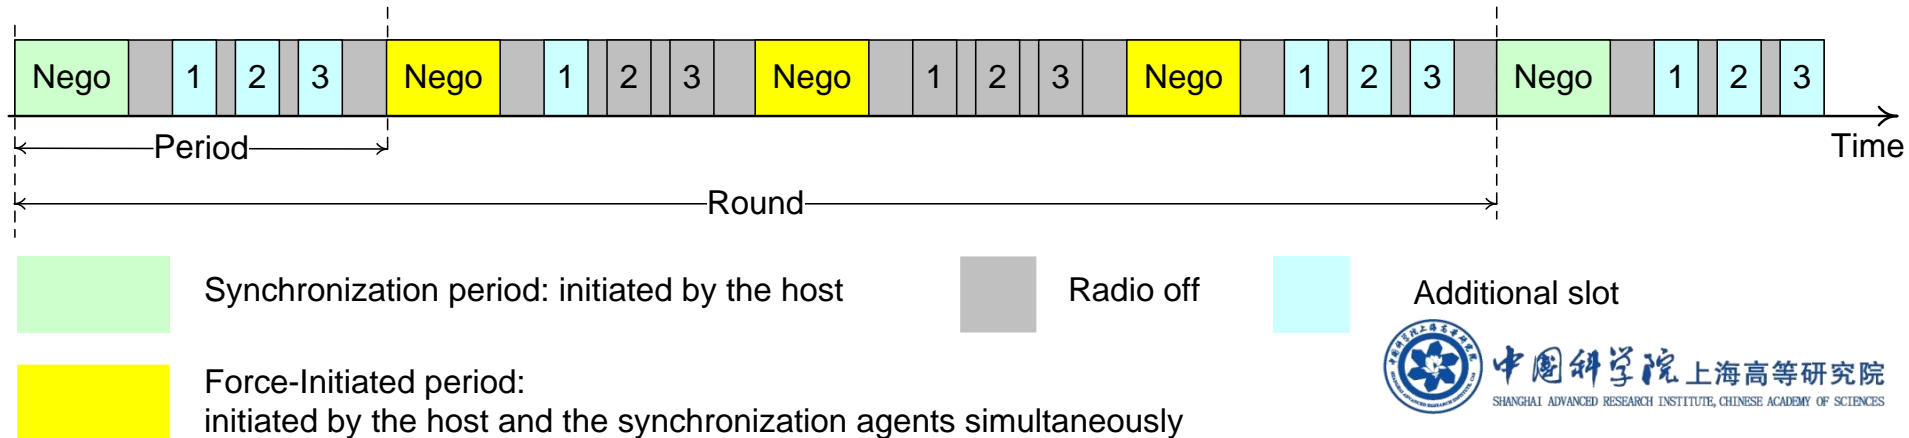 Nego 1 2 3 Nego 1 2 3 Nego 1 2 3 Nego 1 2 3 Nego 1 2 3
Period
Time
Round
Synchronization period: initiated by the host
Radio off
Additional slot
Force-Initiated period:
initiated by the host and the synchronization agents simultaneously
中国科学院上海高等研究院
SHANGHAI ADVANCED RESEARCH INSTITUTE, CHINESE ACADEMY OF SCIENCES